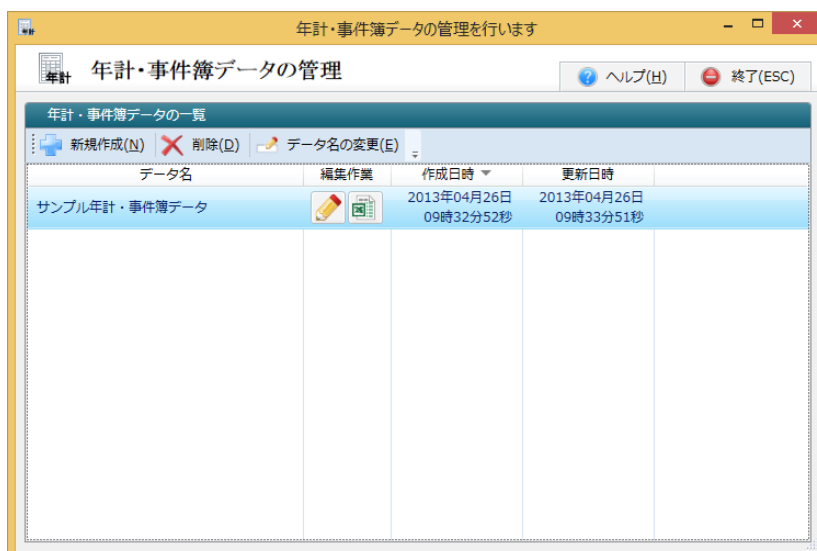 年計・事件簿データの管理を行います
年計 年計・事件簿データの管理 ヘルプ(H) 終了(ESC)
年計・事件簿データの一覧
新規作成(N) 削除(D) データ名の変更(E)
データ名 編集作業 作成日時 更新日時
サンプル年計・事件簿データ 2013年04月26日 09時32分52秒 2013年04月26日 09時33分51秒